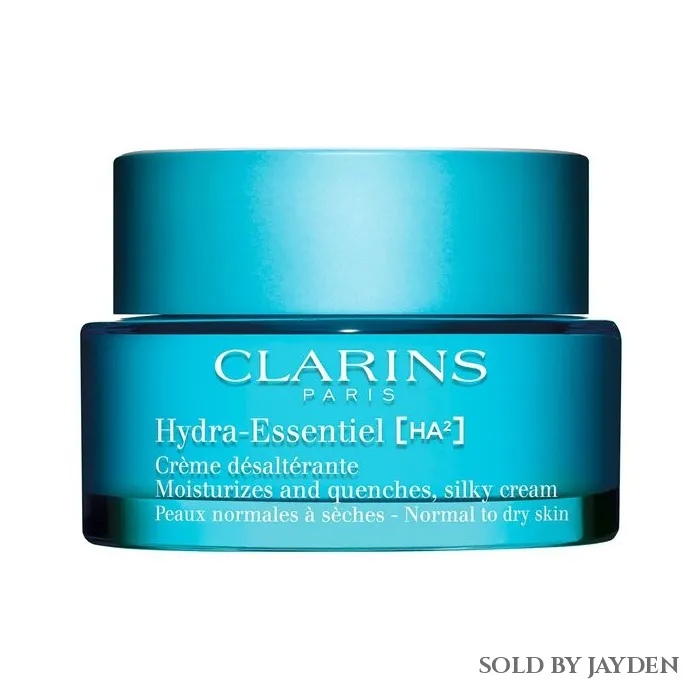 CLARINS
PARIS
Hydra-Essentiel [HA²]
Crème désaltérante
Moisturizes and quenches, silky cream
Peaux normales à sèches - Normal to dry skin
SOLD BY JAYDEN